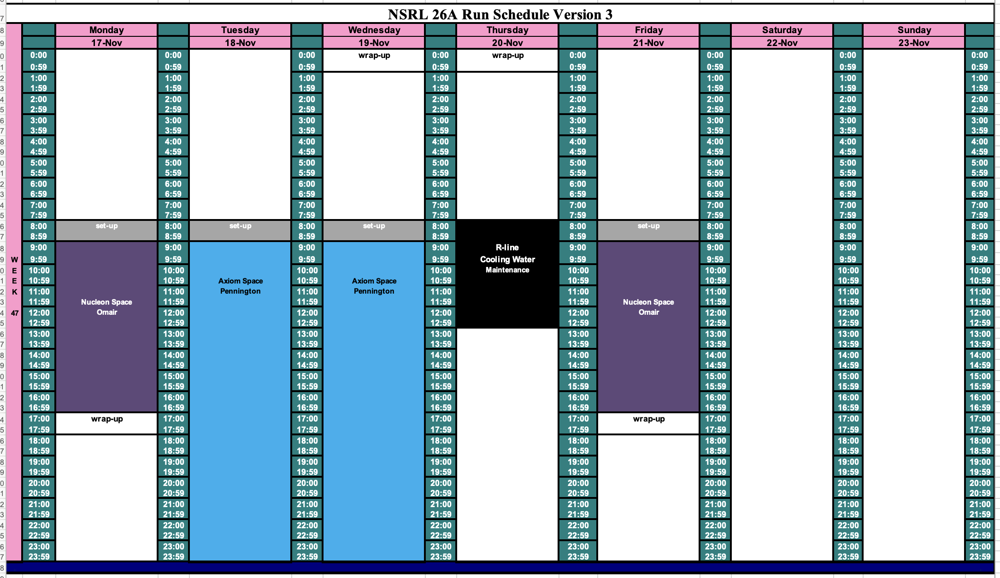 NSRL 26A Run Schedule Version 3
Monday Tuesday Wednesday Thursday Friday Saturday Sunday
17-Nov 18-Nov 19-Nov 20-Nov 21-Nov 22-Nov 23-Nov
0:00 0:00 0:00 wrap-up 0:00 wrap-up 0:00 0:00 0:00 0:00
0:59 0:59 0:59 0:59 0:59 0:59 0:59 0:59
1:00 1:00 1:00 1:00 1:00 1:00 1:00 1:00
1:59 1:59 1:59 1:59 1:59 1:59 1:59 1:59
2:00 2:00 2:00 2:00 2:00 2:00 2:00 2:00
2:59 2:59 2:59 2:59 2:59 2:59 2:59 2:59
3:00 3:00 3:00 3:00 3:00 3:00 3:00 3:00
3:59 3:59 3:59 3:59 3:59 3:59 3:59 3:59
4:00 4:00 4:00 4:00 4:00 4:00 4:00 4:00
4:59 4:59 4:59 4:59 4:59 4:59 4:59 4:59
5:00 5:00 5:00 5:00 5:00 5:00 5:00 5:00
5:59 5:59 5:59 5:59 5:59 5:59 5:59 5:59
6:00 6:00 6:00 6:00 6:00 6:00 6:00 6:00
6:59 6:59 6:59 6:59 6:59 6:59 6:59 6:59
7:00 7:00 7:00 7:00 7:00 7:00 7:00 7:00
7:59 7:59 7:59 7:59 7:59 7:59 7:59 7:59
8:00 set-up 8:00 set-up 8:00 set-up 8:00 8:00 set-up 8:00 8:00 8:00
8:59 8:59 8:59 8:59 8:59 8:59 8:59 8:59
9:00 9:00 9:00 9:00 R-line 9:00 9:00 9:00 9:00
W 9:59 9:59 9:59 9:59 Cooling Water 9:59 9:59 9:59 9:59
E 10:00 10:00 10:00 10:00 Maintenance 10:00 10:00 10:00 10:00
E 10:59 10:59 Axiom Space 10:59 Axiom Space 10:59 10:59 10:59 10:59 10:59
K 11:00 11:00 Pennington 11:00 Pennington 11:00 11:00 11:00 11:00 11:00
11:59 Nucleon Space 11:59 11:59 11:59 11:59 Nucleon Space 11:59 11:59 11:59
47 12:00 Omair 12:00 12:00 12:00 12:00 Omair 12:00 12:00 12:00
12:59 12:59 12:59 12:59 12:59 12:59 12:59 12:59
13:00 13:00 13:00 13:00 13:00 13:00 13:00 13:00
13:59 13:59 13:59 13:59 13:59 13:59 13:59 13:59
14:00 14:00 14:00 14:00 14:00 14:00 14:00 14:00
14:59 14:59 14:59 14:59 14:59 14:59 14:59 14:59
15:00 15:00 15:00 15:00 15:00 15:00 15:00 15:00
15:59 15:59 15:59 15:59 15:59 15:59 15:59 15:59
16:00 16:00 16:00 16:00 16:00 16:00 16:00 16:00
16:59 16:59 16:59 16:59 16:59 16:59 16:59 16:59
17:00 wrap-up 17:00 17:00 17:00 17:00 wrap-up 17:00 17:00 17:00
17:59 17:59 17:59 17:59 17:59 17:59 17:59 17:59
18:00 18:00 18:00 18:00 18:00 18:00 18:00 18:00
18:59 18:59 18:59 18:59 18:59 18:59 18:59 18:59
19:00 19:00 19:00 19:00 19:00 19:00 19:00 19:00
19:59 19:59 19:59 19:59 19:59 19:59 19:59 19:59
20:00 20:00 20:00 20:00 20:00 20:00 20:00 20:00
20:59 20:59 20:59 20:59 20:59 20:59 20:59 20:59
21:00 21:00 21:00 21:00 21:00 21:00 21:00 21:00
21:59 21:59 21:59 21:59 21:59 21:59 21:59 21:59
22:00 22:00 22:00 22:00 22:00 22:00 22:00 22:00
22:59 22:59 22:59 22:59 22:59 22:59 22:59 22:59
23:00 23:00 23:00 23:00 23:00 23:00 23:00 23:00
23:59 23:59 23:59 23:59 23:59 23:59 23:59 23:59